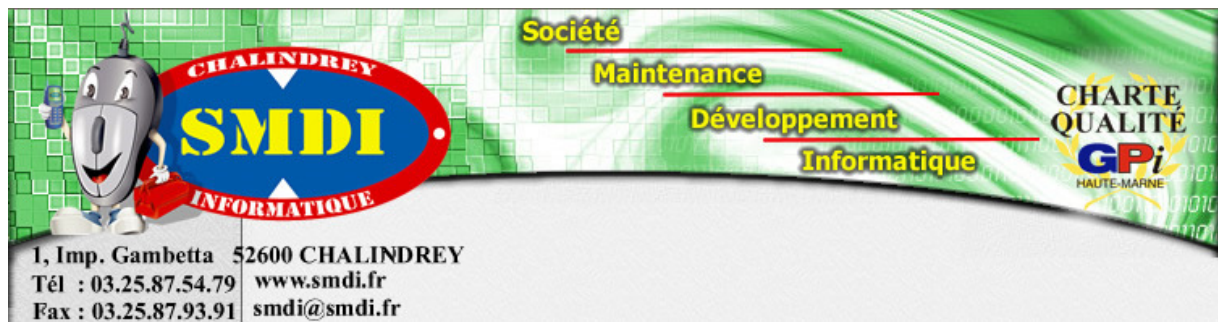 CHALINDREY
SMDI
INFORMATIQUE
Société
Maintenance
Développement
Informatique
CHARTE
QUALITÉ
GPi
HAUTE-MARNE
1, Imp. Gambetta 52600 CHALINDREY
Tél : 03.25.87.54.79 www.smdi.fr
Fax : 03.25.87.93.91 smdi@smdi.fr